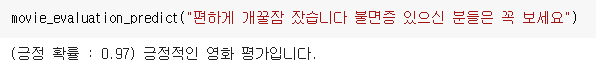 movie_evaluation_predict("편하게 개꿀잠 잤습니다 불면증 있으신 분들은 꼭 보세요")
(긍정 확률 : 0.97) 긍정적인 영화 평가입니다.